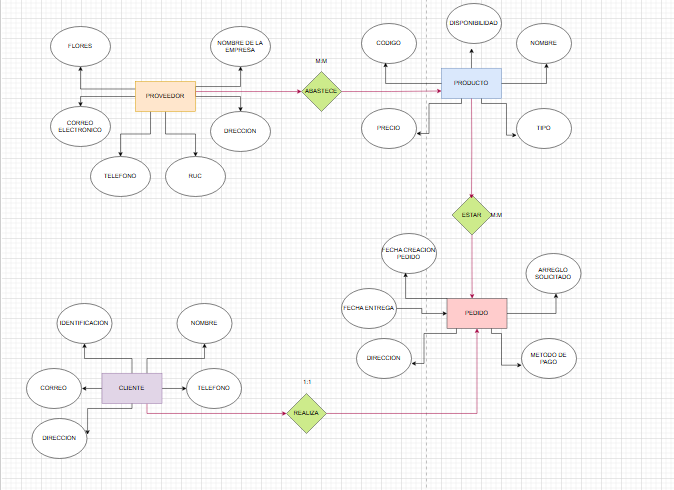 DISPONIBILIDAD
FLORES
NOMBRE DE LA
EMPRESA
CODIGO
NOMBRE
M:M
PROVEEDOR
ABASTECE
PRODUCTO
CORREO
ELECTRÓNICO
DRECCIÓN
PRECIO
TIPO
TELEFONO
RUC
ESTAR
M:M
FECHA CREACION
PEDIDO
ARREGLO
SOLICITADO
FECHA ENTREGA
PEDIDO
IDENTIFICACION
NOMBRE
DIRECCION
METODO DE
PAGO
CORREO
CLIENTE
TELEFONO
1:1
REALIZA
DIRECCION